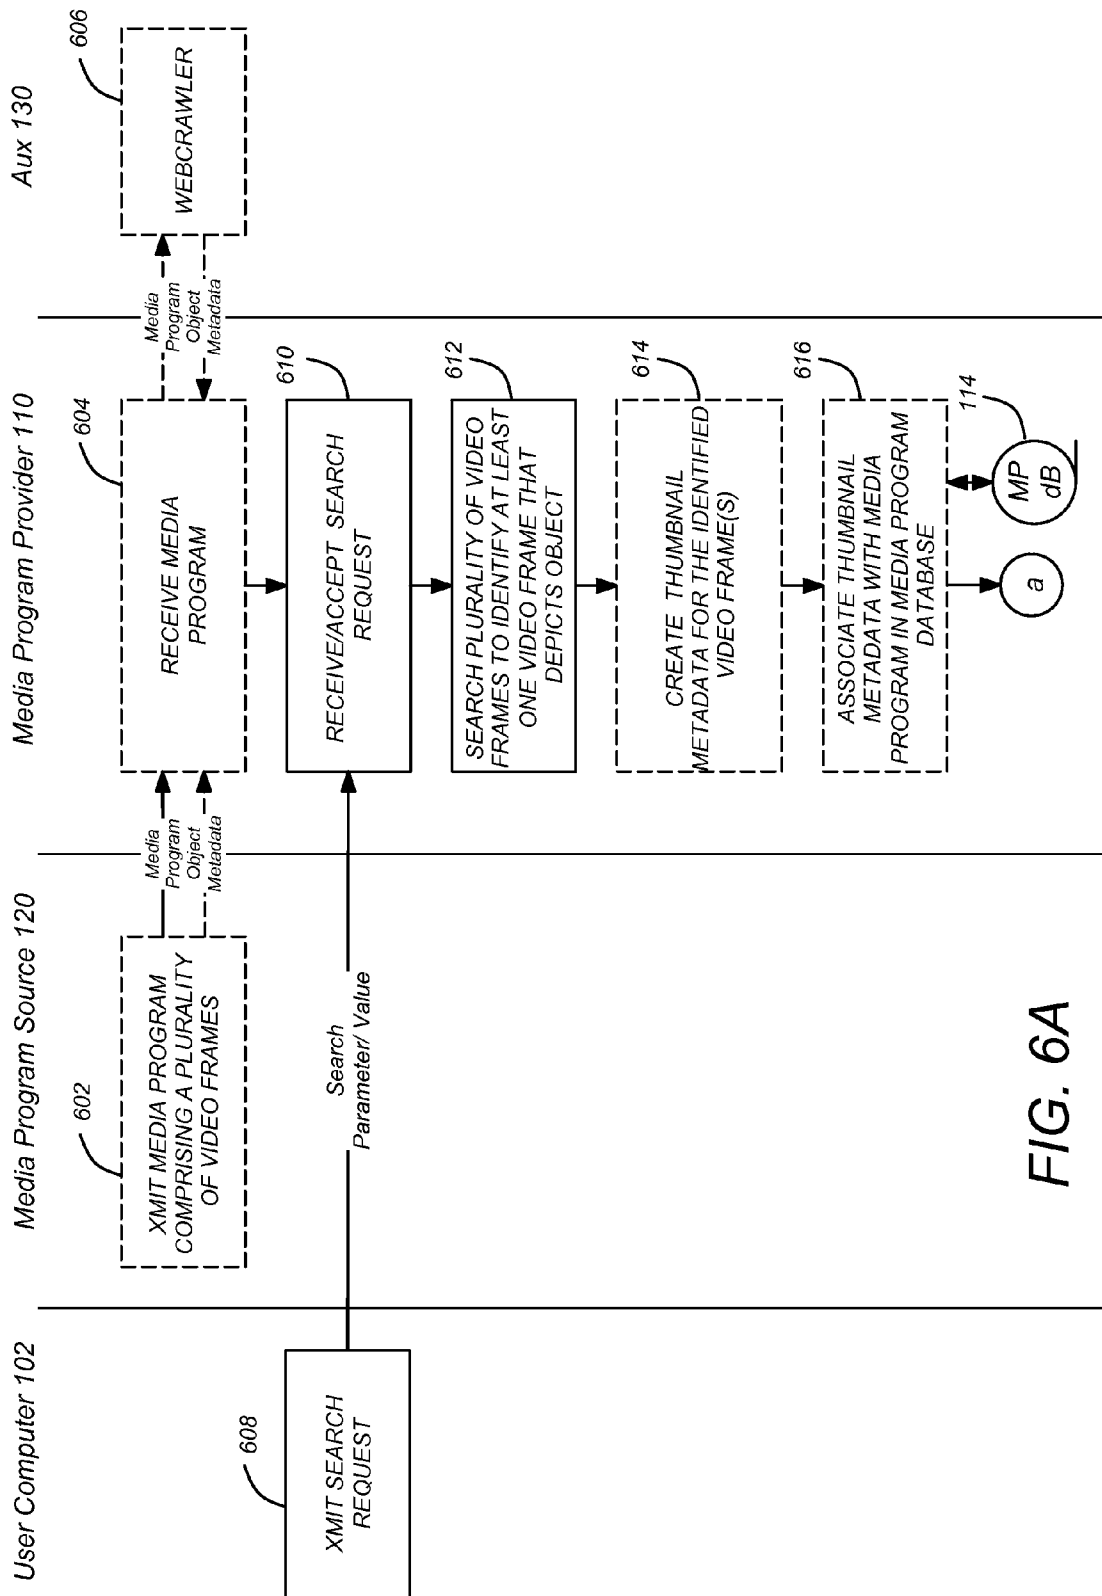 User Computer 102
Media Program Source 120
Media Program Provider 110
Aux 130
602
XMIT MEDIA PROGRAM
COMPRISING A PLURALITY
OF VIDEO FRAMES
Media
Program
Object
Metadata
604
RECEIVE MEDIA
PROGRAM
Media
Program
Object
Metadata
606
WEBCRAWLER
608
XMIT SEARCH
REQUEST
Search
Parameter/ Value
610
RECEIVE/ACCEPT SEARCH
REQUEST
612
SEARCH PLURALITY OF VIDEO
FRAMES TO IDENTIFY AT LEAST
ONE VIDEO FRAME THAT
DEPICTS OBJECT
614
CREATE THUMBNAIL
METADATA FOR THE IDENTIFIED
VIDEO FRAME(S)
616
ASSOCIATE THUMBNAIL
METADATA WITH MEDIA
PROGRAM IN MEDIA PROGRAM
DATABASE
114
MP
dB
a
FIG. 6A